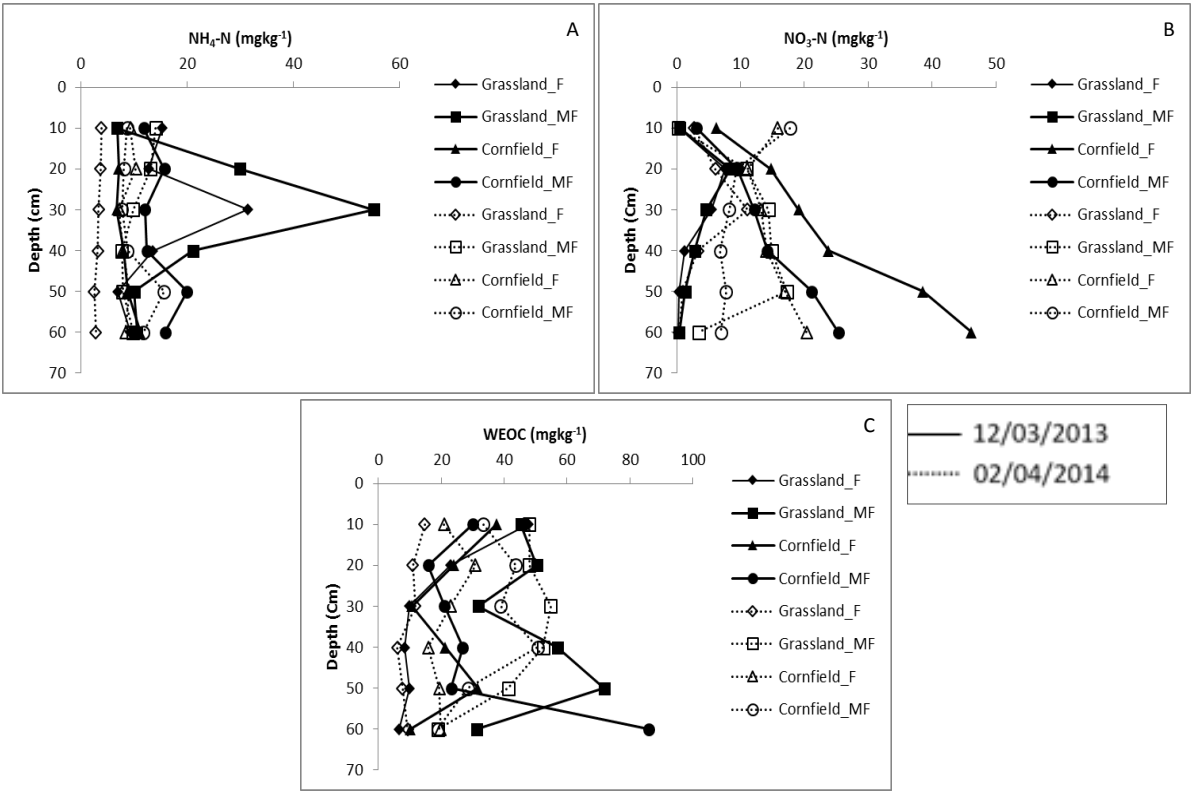 A
NH₄-N (mgkg⁻¹)
0 20 40 60
0
10
20
30
40
50
60
70
Depth (Cm)
Grassland_F
Grassland_MF
Cornfield_F
Cornfield_MF
Grassland_F
Grassland_MF
Cornfield_F
Cornfield_MF
B
NO₃-N (mgkg⁻¹)
0 10 20 30 40 50
0
10
20
30
40
50
60
70
Depth (Cm)
Grassland_F
Grassland_MF
Cornfield_F
Cornfield_MF
Grassland_F
Grassland_MF
Cornfield_F
Cornfield_MF
C
WEOC (mgkg⁻¹)
0 20 40 60 80 100
0
10
20
30
40
50
60
70
Depth (Cm)
Grassland_F
Grassland_MF
Cornfield_F
Cornfield_MF
Grassland_F
Grassland_MF
Cornfield_F
Cornfield_MF
12/03/2013
02/04/2014